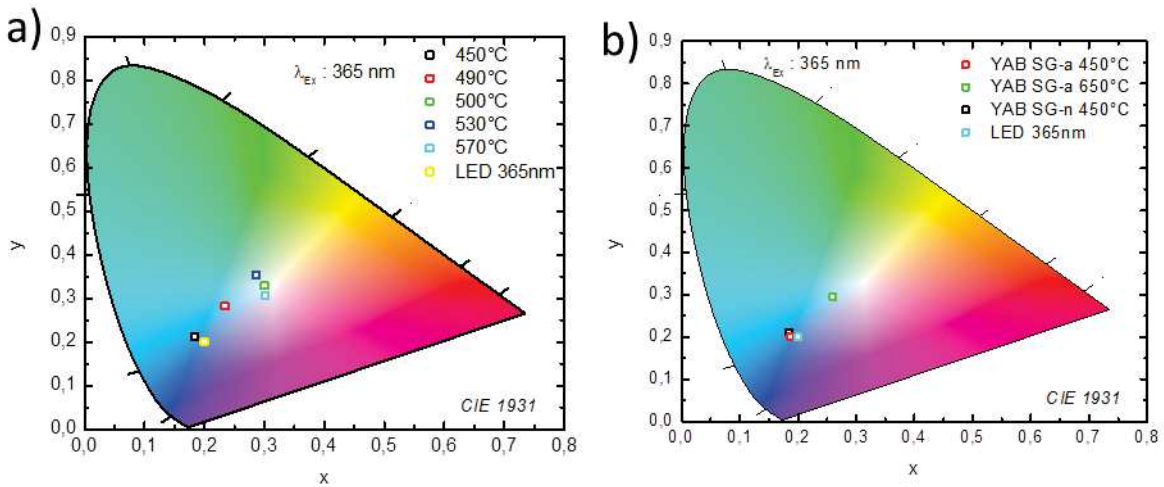 a)
λEx : 365 nm
450°C
490°C
500°C
530°C
570°C
LED 365nm
CIE 1931
0,9
0,8
0,7
0,6
0,5
0,4
0,3
0,2
0,1
0,0
y
0,0 0,1 0,2 0,3 0,4 0,5 0,6 0,7 0,8
x
b)
λEx : 365 nm
YAB SG-a 450°C
YAB SG-a 650°C
YAB SG-n 450°C
LED 365nm
CIE 1931
0,9
0,8
0,7
0,6
0,5
0,4
0,3
0,2
0,1
0,0
y
0,0 0,1 0,2 0,3 0,4 0,5 0,6 0,7 0,8
x